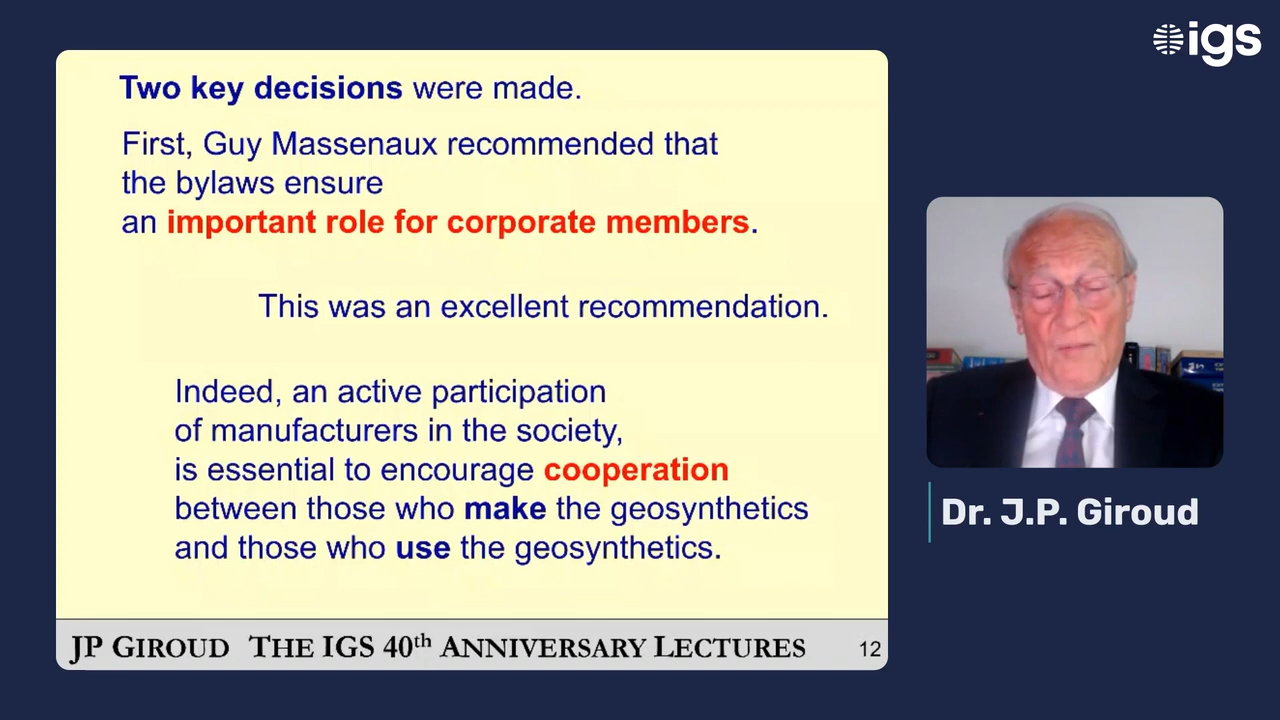 igs
Two key decisions were made.
First, Guy Massenaux recommended that
the bylaws ensure
an important role for corporate members.
This was an excellent recommendation.
Indeed, an active participation
of manufacturers in the society,
is essential to encourage cooperation
between those who make the geosynthetics
and those who use the geosynthetics.
JP GIROUD THE IGS 40th ANNIVERSARY LECTURES 12
Dr. J.P. Giroud